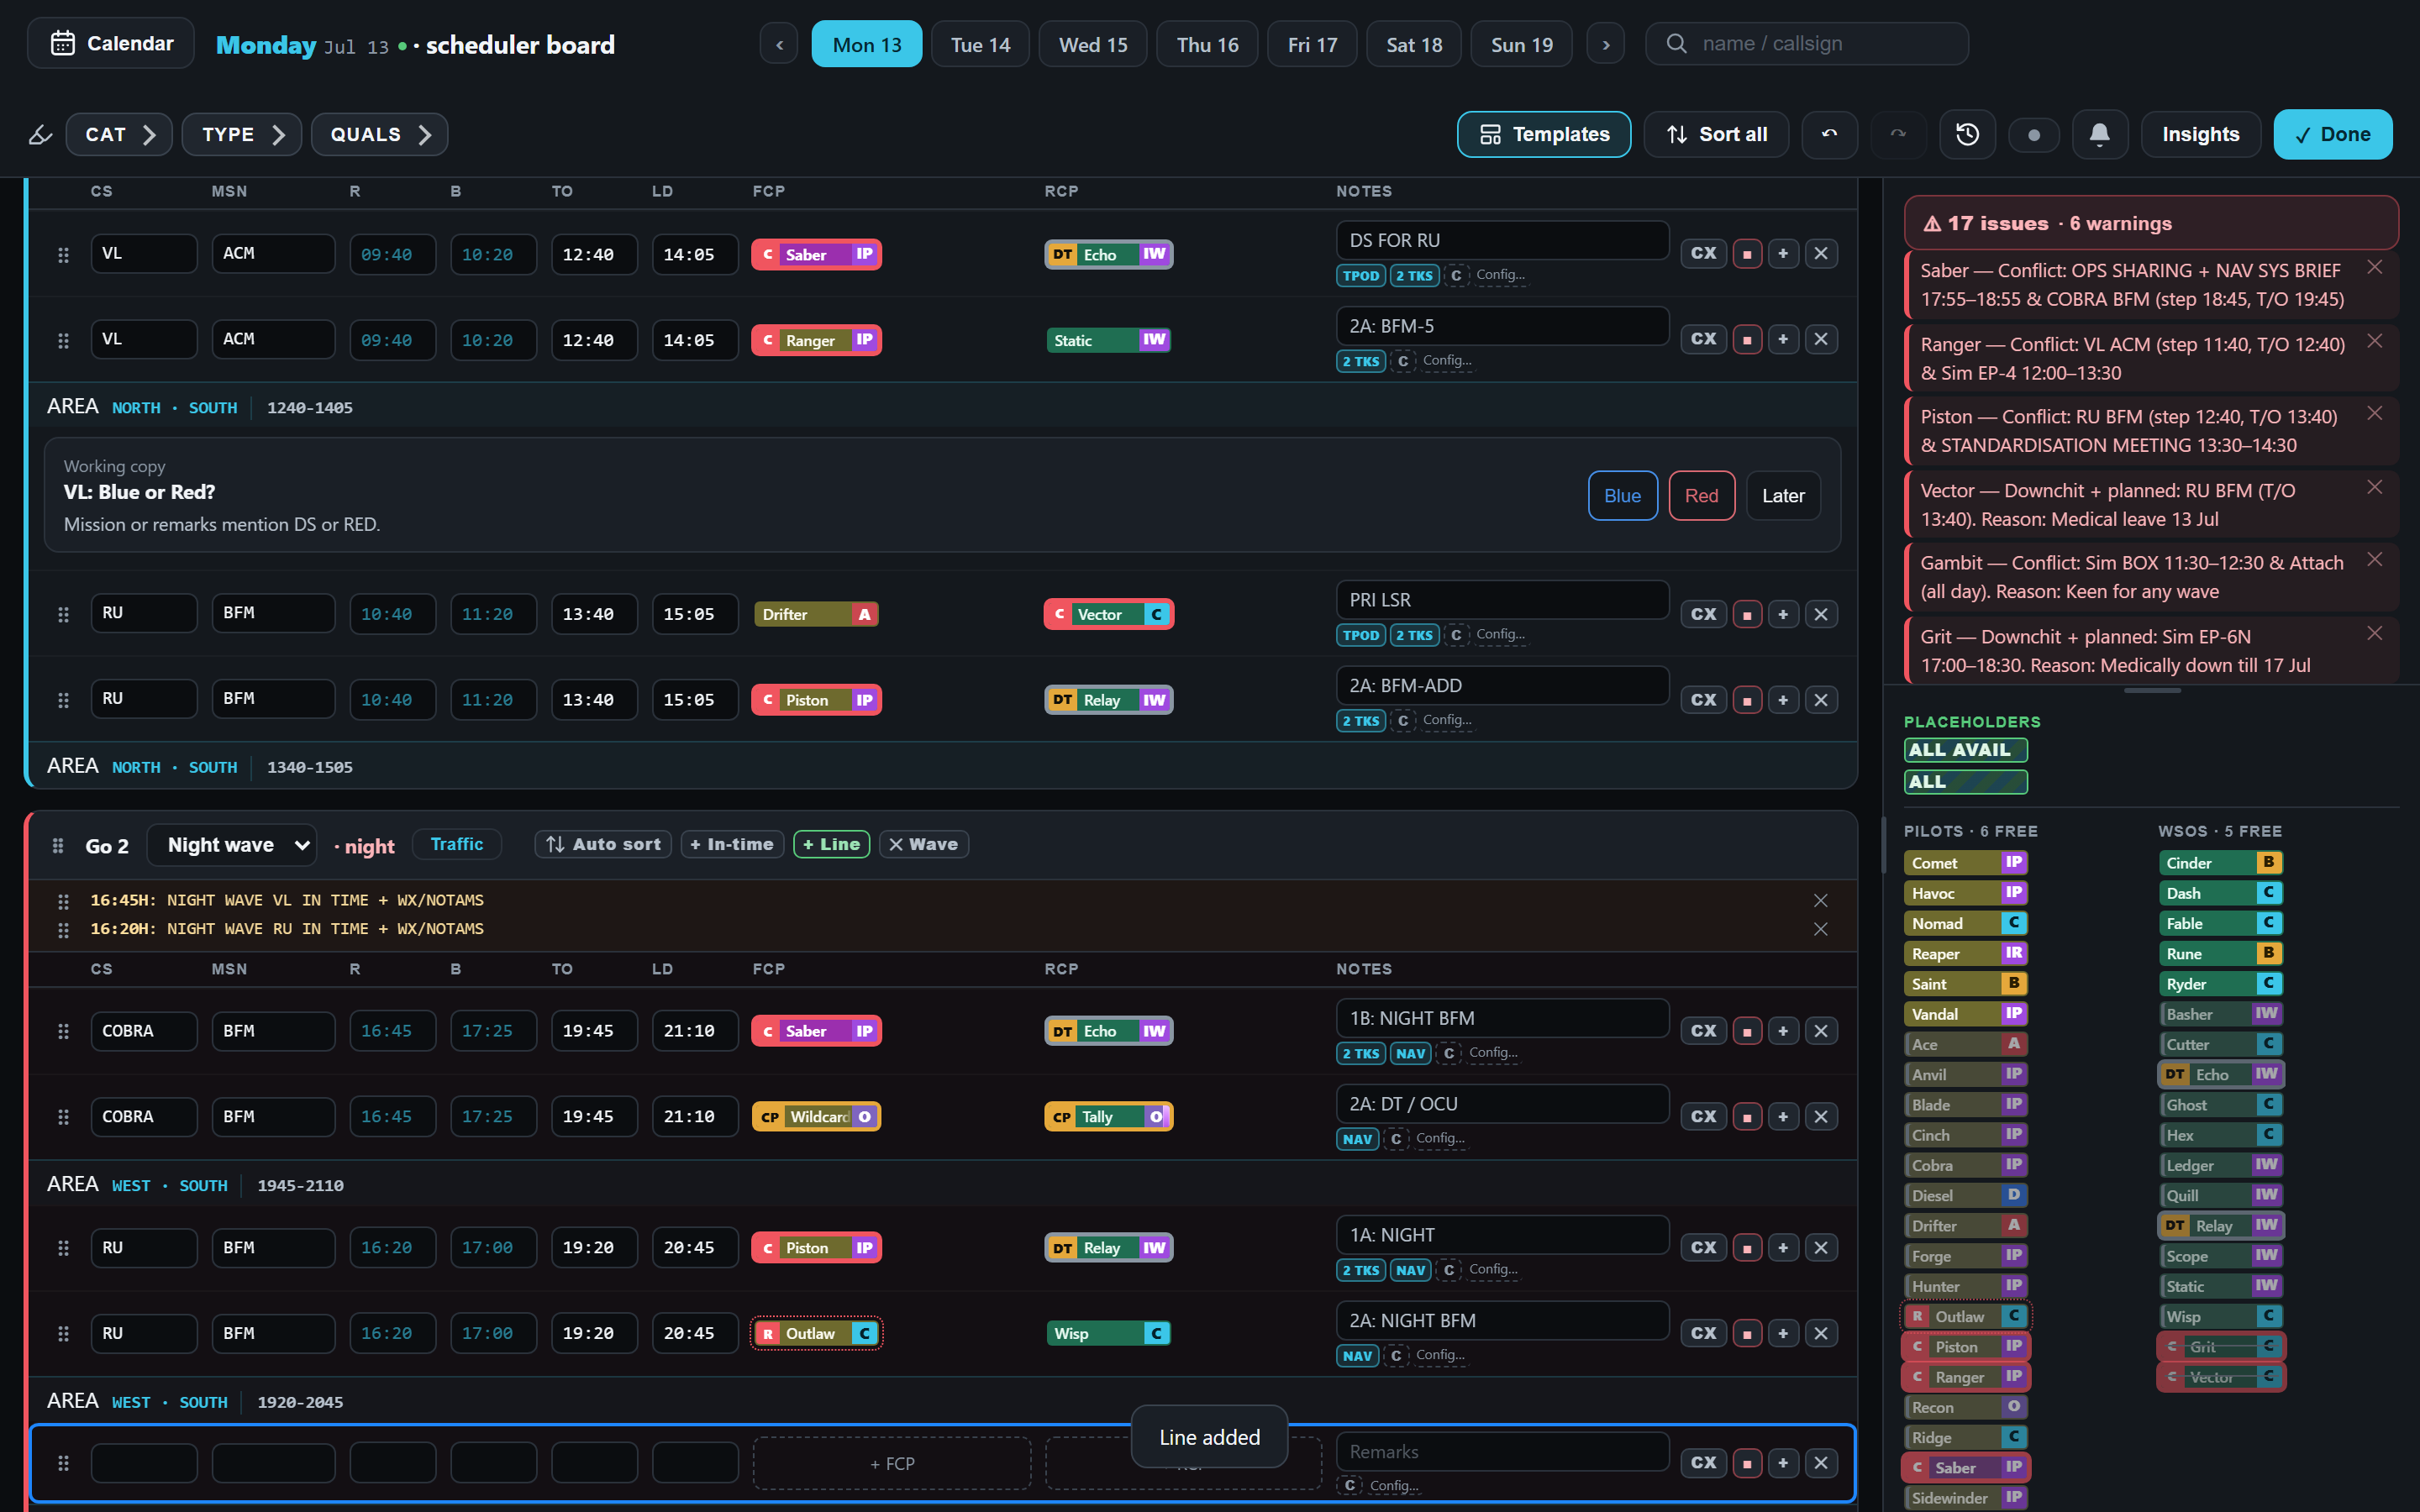 Calendar
Monday Jul 13 • · scheduler board
‹ Mon 13 Tue 14 Wed 15 Thu 16 Fri 17 Sat 18 Sun 19 ›
name / callsign
CAT TYPE QUALS
Templates Sort all Insights ✓ Done
CS MSN R B TO LD FCP RCP NOTES
VL ACM 09:40 10:20 12:40 14:05 C Saber IP DT Echo IW DS FOR RU CX + ×
TPOD 2 TKS C Config...
VL ACM 09:40 10:20 12:40 14:05 C Ranger IP Static IW 2A: BFM-5 CX + ×
2 TKS C Config...
AREA NORTH · SOUTH 1240-1405
Working copy
VL: Blue or Red?
Mission or remarks mention DS or RED.
Blue Red Later
RU BFM 10:40 11:20 13:40 15:05 Drifter A C Vector C PRI LSR CX + ×
TPOD 2 TKS C Config...
RU BFM 10:40 11:20 13:40 15:05 C Piston IP DT Relay IW 2A: BFM-ADD CX + ×
2 TKS C Config...
AREA NORTH · SOUTH 1340-1505
Go 2 Night wave · night Traffic Auto sort + In-time + Line × Wave
16:45H: NIGHT WAVE VL IN TIME + WX/NOTAMS ×
16:20H: NIGHT WAVE RU IN TIME + WX/NOTAMS ×
CS MSN R B TO LD FCP RCP NOTES
COBRA BFM 16:45 17:25 19:45 21:10 C Saber IP DT Echo IW 1B: NIGHT BFM CX + ×
2 TKS NAV C Config...
COBRA BFM 16:45 17:25 19:45 21:10 CP Wildcard O CP Tally O 2A: DT / OCU CX + ×
NAV C Config...
AREA WEST · SOUTH 1945-2110
RU BFM 16:20 17:00 19:20 20:45 C Piston IP DT Relay IW 1A: NIGHT CX + ×
2 TKS NAV C Config...
RU BFM 16:20 17:00 19:20 20:45 R Outlaw C Wisp C 2A: NIGHT BFM CX + ×
NAV C Config...
AREA WEST · SOUTH 1920-2045
+ FCP Remarks CX + ×
C Config...
Line added
⚠ 17 issues · 6 warnings
Saber — Conflict: OPS SHARING + NAV SYS BRIEF
17:55–18:55 & COBRA BFM (step 18:45, T/O 19:45)
Ranger — Conflict: VL ACM (step 11:40, T/O 12:40)
& Sim EP-4 12:00–13:30
Piston — Conflict: RU BFM (step 12:40, T/O 13:40)
& STANDARDISATION MEETING 13:30–14:30
Vector — Downchit + planned: RU BFM (T/O
13:40). Reason: Medical leave 13 Jul
Gambit — Conflict: Sim BOX 11:30–12:30 & Attach
(all day). Reason: Keen for any wave
Grit — Downchit + planned: Sim EP-6N
17:00–18:30. Reason: Medically down till 17 Jul
PLACEHOLDERS
ALL AVAIL
ALL
PILOTS · 6 FREE
Comet IP
Havoc IP
Nomad C
Reaper IR
Saint B
Vandal IP
Ace A
Anvil IP
Blade IP
Cinch IP
Cobra IP
Diesel D
Drifter A
Forge IP
Hunter IP
R Outlaw C
C Piston IP
C Ranger IP
Recon O
Ridge C
C Saber IP
Sidewinder IP
WSOS · 5 FREE
Cinder B
Dash C
Fable C
Rune B
Ryder C
Basher IW
Cutter C
DT Echo IW
Ghost C
Hex C
Ledger IW
Quill IW
DT Relay IW
Scope IW
Static IW
Wisp C
C Grit C
C Vector C